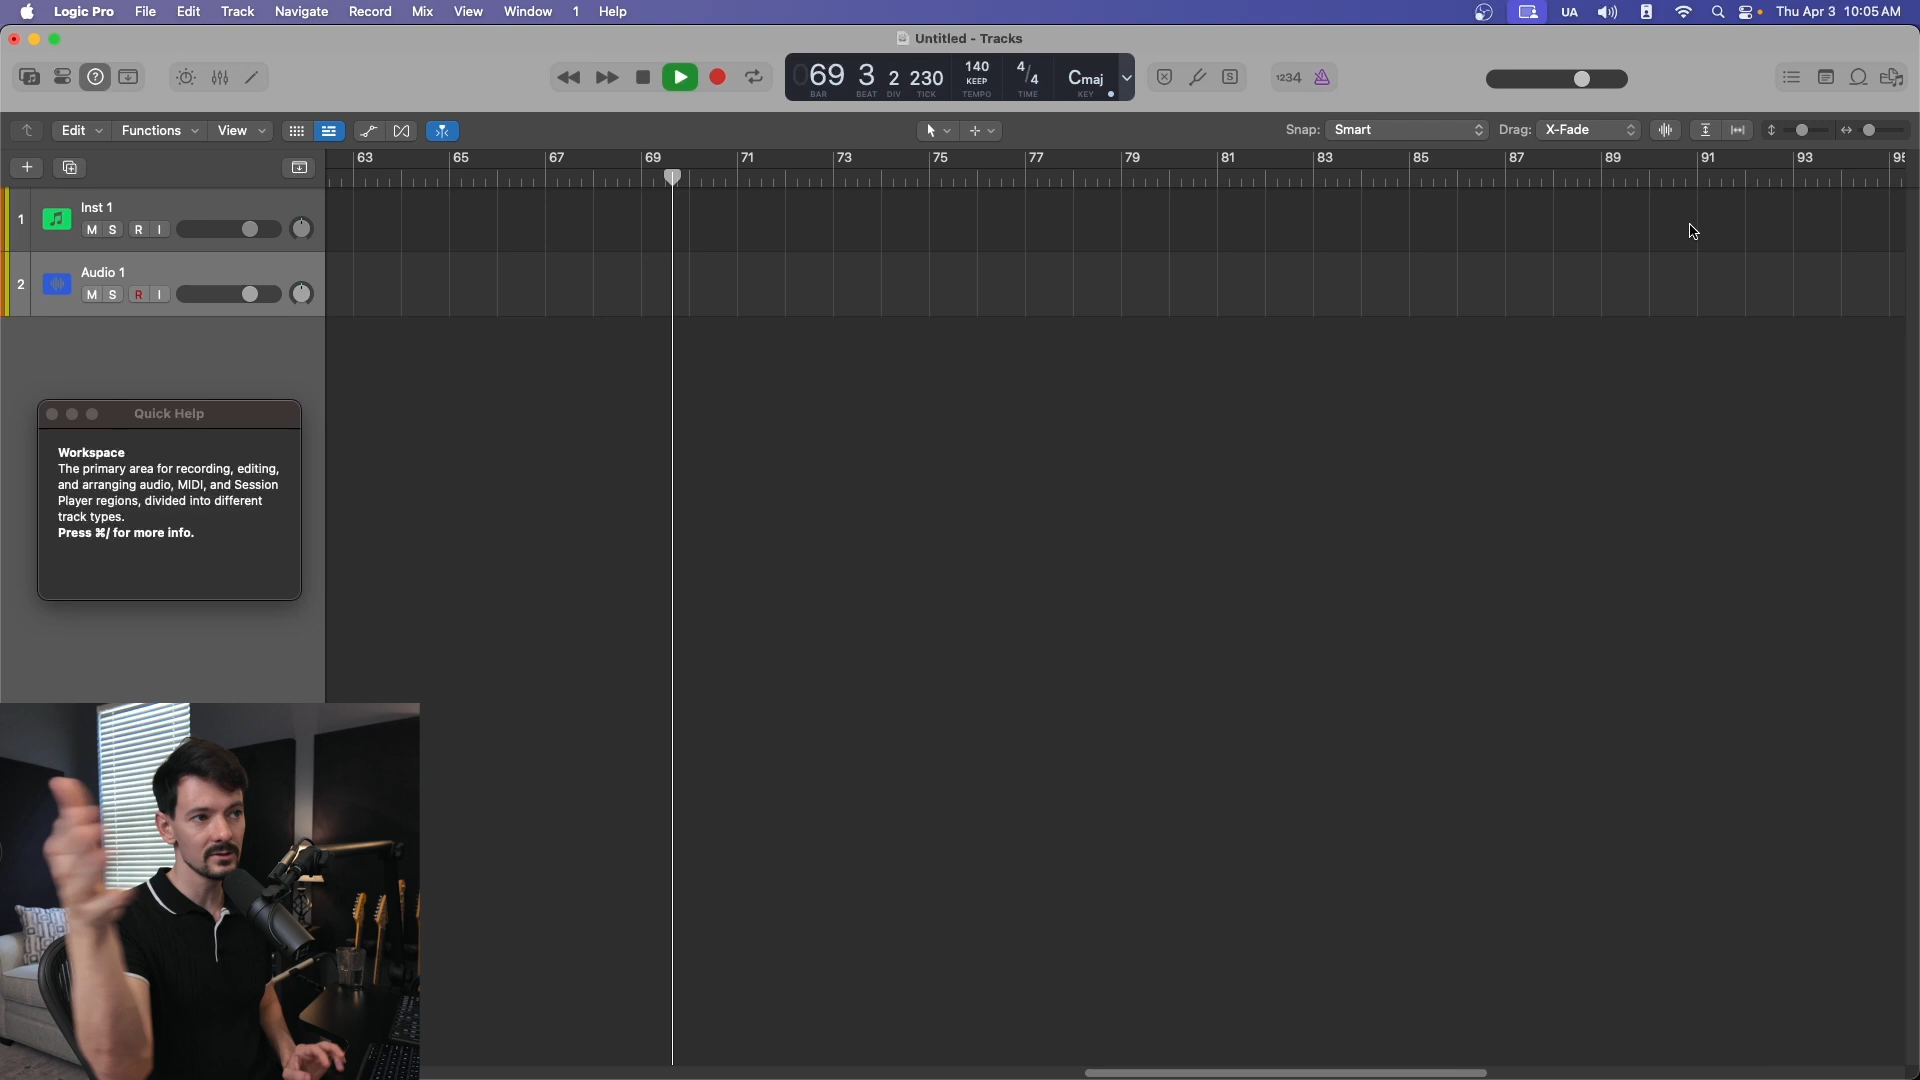 Logic Pro File Edit Track Navigate Record Mix View Window 1 Help UA Thu Apr 3 10:05 AM
Untitled - Tracks
069 3 2 230 140 KEEP 4/4 Cmaj S 1234
BAR BEAT DIV TICK TEMPO TIME KEY
Edit Functions View Snap: Smart Drag: X-Fade
63 65 67 69 71 73 75 77 79 81 83 85 87 89 91 93
1 Inst 1
M S R I
2 Audio 1
M S R I
Quick Help
Workspace
The primary area for recording, editing,
and arranging audio, MIDI, and Session
Player regions, divided into different
track types.
Press ⌘/ for more info.